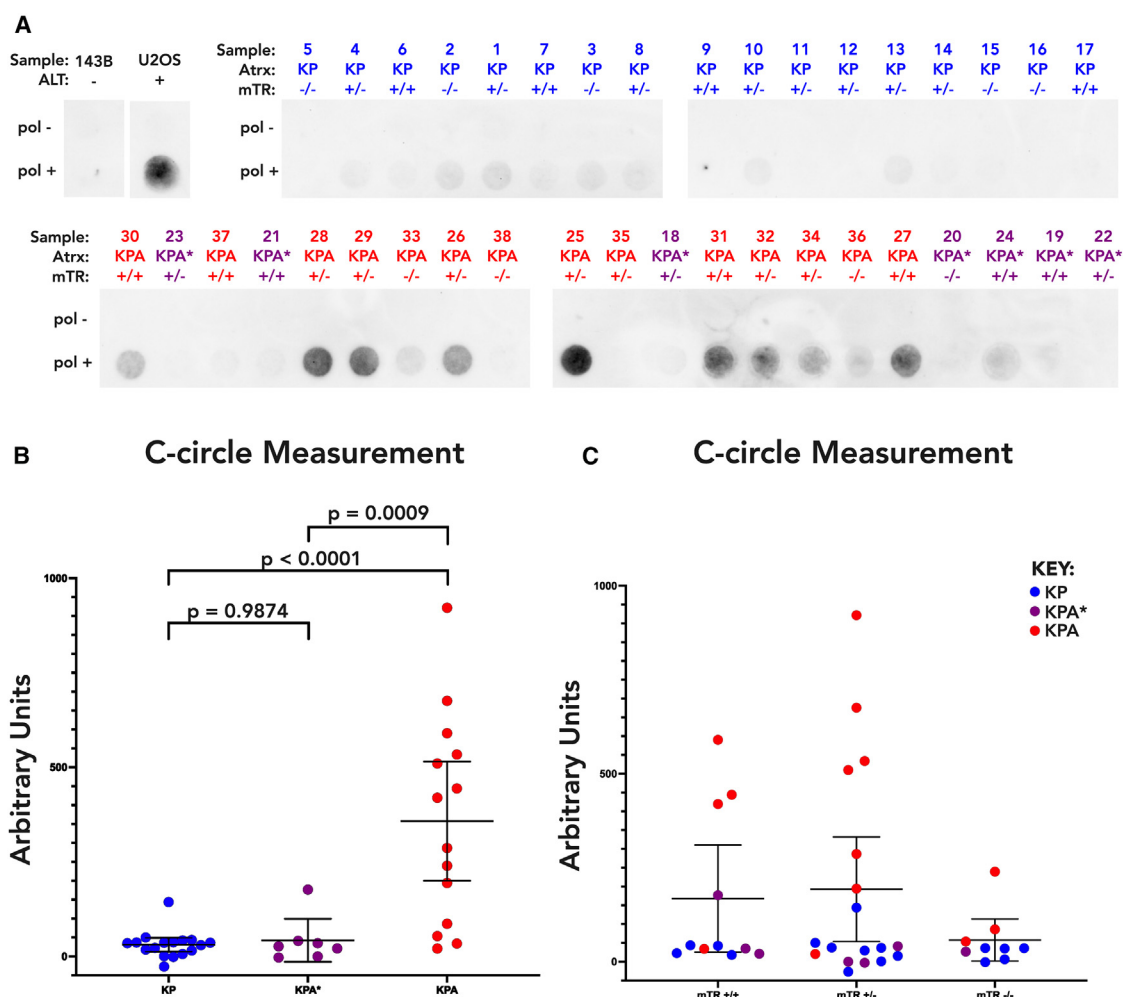 A
Sample: 143B U2OS
ALT: - +
Sample: 5 4 6 2 1 7 3 8 9 10 11 12 13 14 15 16 17
Atrx: KP KP KP KP KP KP KP KP KP KP KP KP KP KP KP KP KP
mTR: -/- +/- +/+ -/- +/- +/+ -/- +/- +/+ +/- +/- +/- +/- +/- -/- -/- +/+
pol - pol -
pol + pol +
Sample: 30 23 37 21 28 29 33 26 38 25 35 18 31 32 34 36 27 20 24 19 22
Atrx: KPA KPA* KPA KPA* KPA KPA KPA KPA KPA KPA KPA KPA* KPA KPA KPA KPA KPA KPA* KPA* KPA* KPA*
mTR: +/+ +/- +/+ +/+ +/- +/- -/- +/- -/- +/- -/- +/- +/+ +/- +/- -/- +/+ -/- +/+ +/+ +/-
pol -
pol +
B C-circle Measurement
p = 0.0009
p < 0.0001
p = 0.9874
1000
500
0
Arbitrary Units
KP KPA* KPA
C C-circle Measurement
KEY:
KP
KPA*
KPA
1000
500
0
Arbitrary Units
mTR +/+ mTR +/- mTR -/-